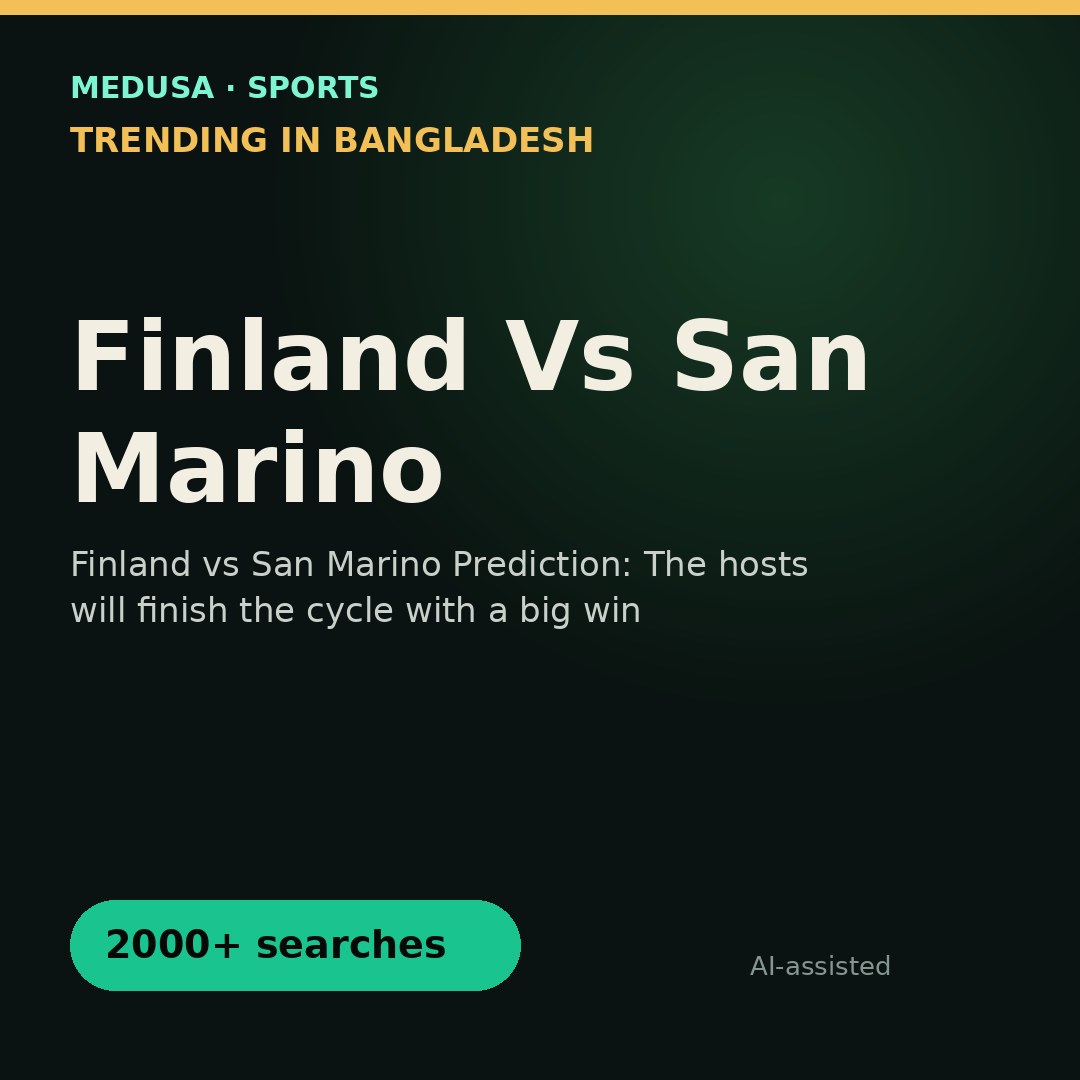 MEDUSA · SPORTS
TRENDING IN BANGLADESH
Finland Vs San
Marino
Finland vs San Marino Prediction: The hosts
will finish the cycle with a big win
2000+ searches
AI-assisted